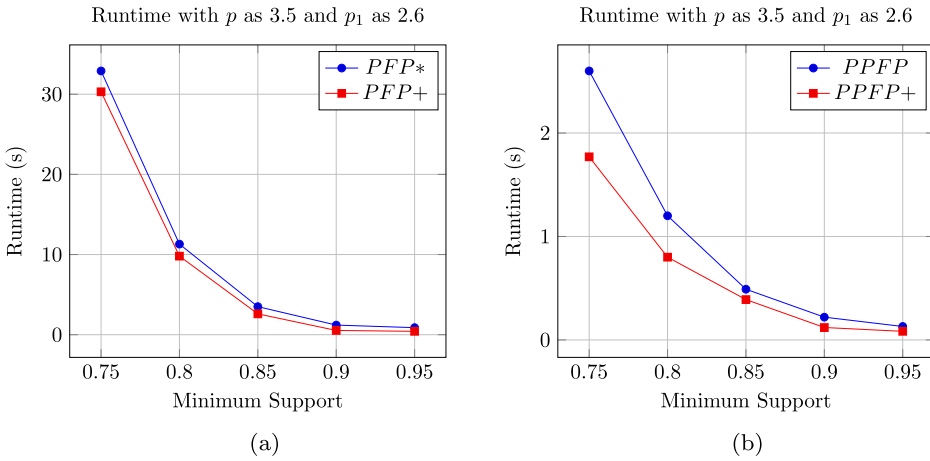 Runtime with p as 3.5 and p₁ as 2.6
PFP∗
PFP+
30
20
10
0
Runtime (s)
0.75 0.8 0.85 0.9 0.95
Minimum Support
(a)
Runtime with p as 3.5 and p₁ as 2.6
PPFP
PPFP+
2
1
0
Runtime (s)
0.75 0.8 0.85 0.9 0.95
Minimum Support
(b)